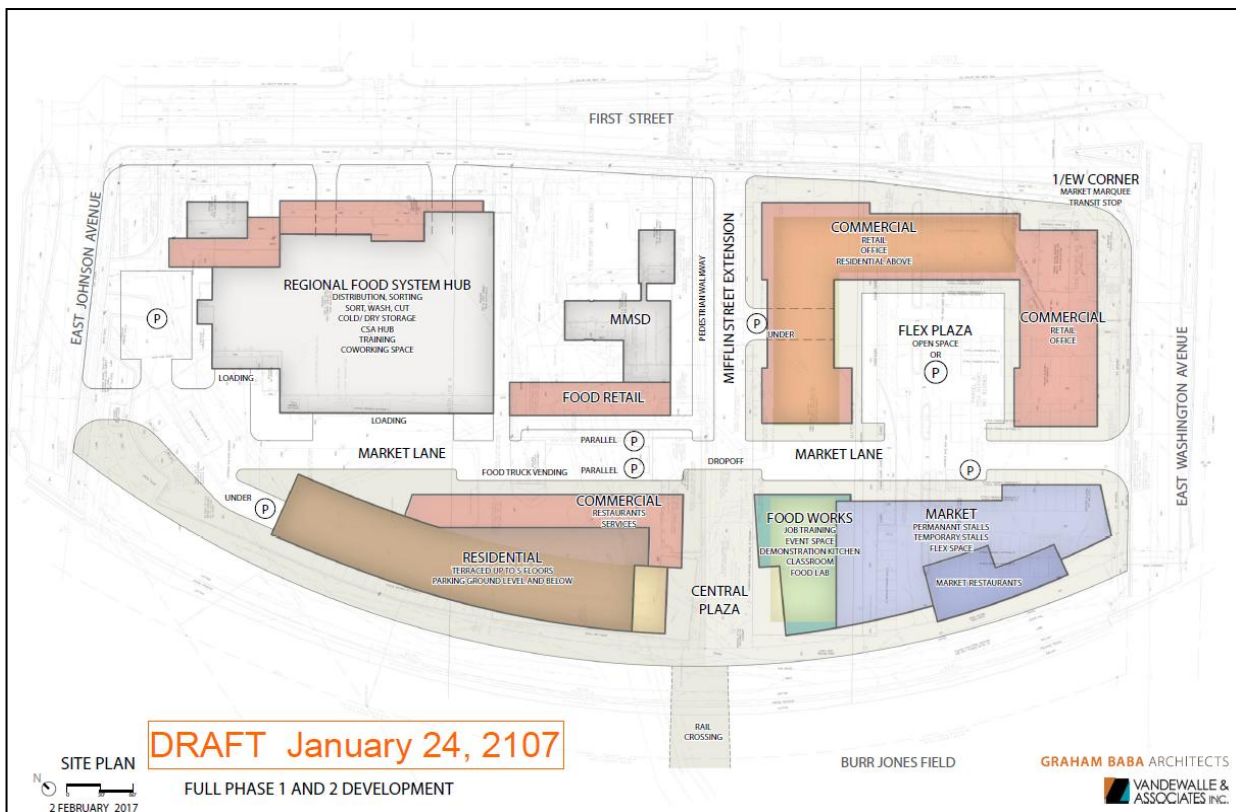 FIRST STREET
EAST JOHNSON AVENUE
1/EW CORNER
MARKET MARQUEE
TRANSIT STOP
REGIONAL FOOD SYSTEM HUB
DISTRIBUTION, SORTING
SORT, WASH, CUT
COLD/ DRY STORAGE
CSA HUB
TRAINING
COWORKING SPACE
P
LOADING
LOADING
MMSD
FOOD RETAIL
PEDESTRIAN WALKWAY
MIFFLIN STREET EXTENSION
COMMERCIAL
RETAIL
OFFICE
RESIDENTIAL ABOVE
P
UNDER
FLEX PLAZA
OPEN SPACE
OR
P
COMMERCIAL
RETAIL
OFFICE
EAST WASHINGTON AVENUE
MARKET LANE
PARALLEL P
FOOD TRUCK VENDING
PARALLEL P
DROPOFF
MARKET LANE
P
UNDER
P
COMMERCIAL
RESTAURANTS
SERVICES
RESIDENTIAL
TERRACED UP TO 5 FLOORS
PARKING GROUND LEVEL AND BELOW
CENTRAL
PLAZA
FOOD WORKS
JOB TRAINING
EVENT SPACE
DEMONSTRATION KITCHEN
CLASSROOM
FOOD LAB
MARKET
PERMANANT STALLS
TEMPORARY STALLS
FLEX SPACE
MARKET RESTAURANTS
RAIL
CROSSING
DRAFT January 24, 2107
SITE PLAN
N
2 FEBRUARY 2017
FULL PHASE 1 AND 2 DEVELOPMENT
BURR JONES FIELD
GRAHAM BABA ARCHITECTS
VANDEWALLE &
ASSOCIATES INC.